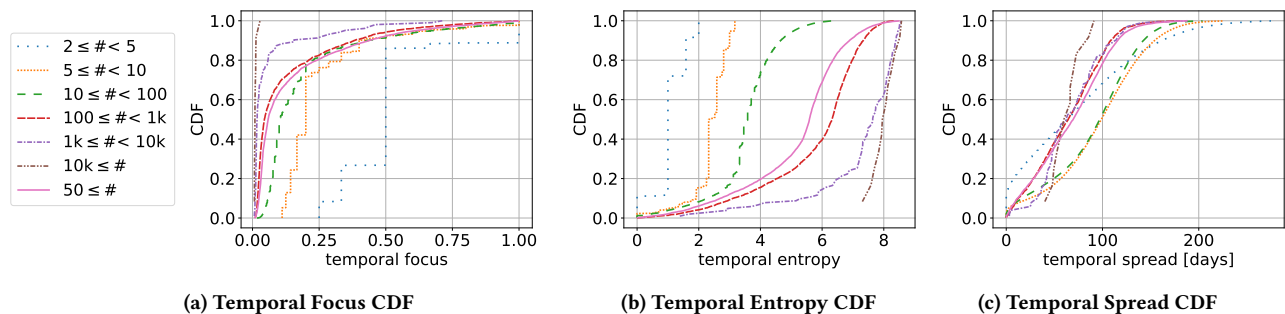 2 ≤ #< 5
5 ≤ #< 10
10 ≤ #< 100
100 ≤ #< 1k
1k ≤ #< 10k
10k ≤ #
50 ≤ #
CDF
1.0
0.8
0.6
0.4
0.2
0.0
0.00 0.25 0.50 0.75 1.00
temporal focus
(a) Temporal Focus CDF
CDF
1.0
0.8
0.6
0.4
0.2
0.0
0 2 4 6 8
temporal entropy
(b) Temporal Entropy CDF
CDF
1.0
0.8
0.6
0.4
0.2
0.0
0 100 200
temporal spread [days]
(c) Temporal Spread CDF